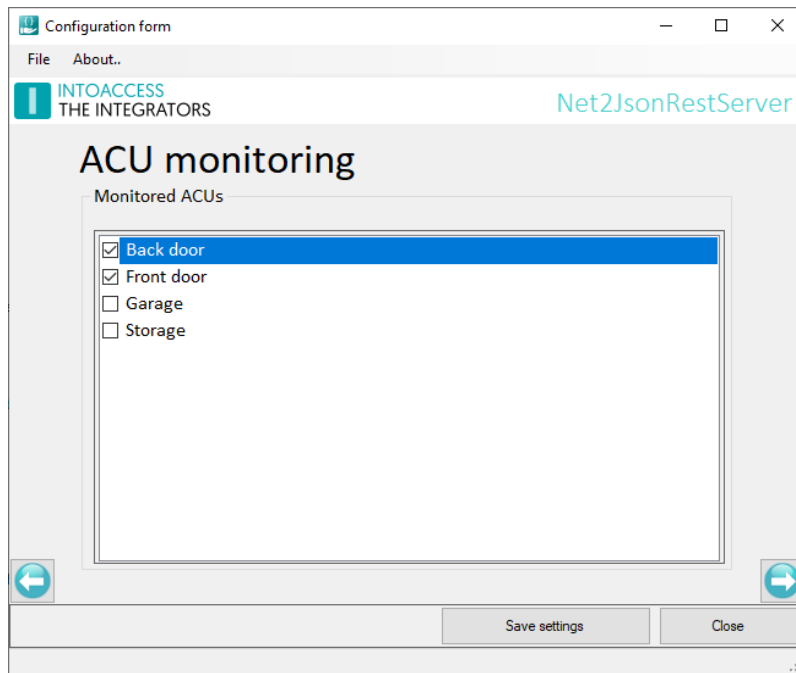 Configuration form
File About..
INTOACCESS
THE INTEGRATORS
Net2JsonRestServer
ACU monitoring
Monitored ACUs
Back door
Front door
Garage
Storage
Save settings
Close